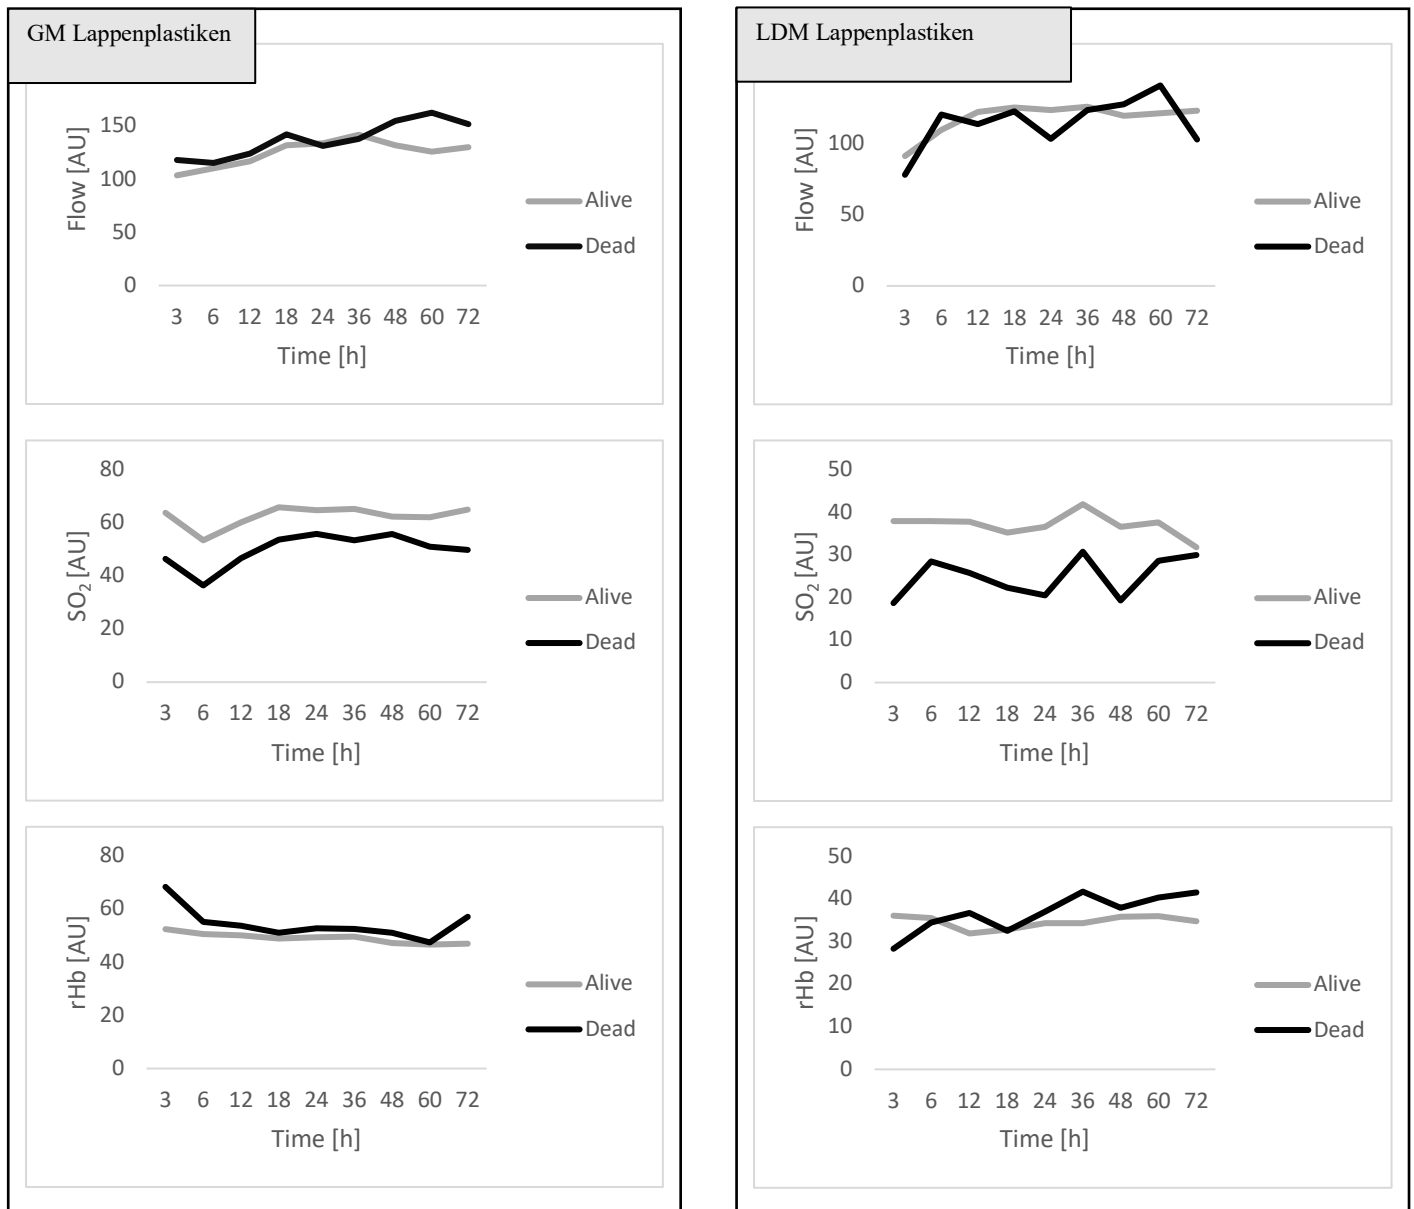 GM Lappenplastiken
Flow [AU]
150
100
50
0
3 6 12 18 24 36 48 60 72
Time [h]
Alive
Dead
SO2 [AU]
80
60
40
20
0
3 6 12 18 24 36 48 60 72
Time [h]
Alive
Dead
rHb [AU]
80
60
40
20
0
3 6 12 18 24 36 48 60 72
Time [h]
Alive
Dead
LDM Lappenplastiken
Flow [AU]
100
50
0
3 6 12 18 24 36 48 60 72
Time [h]
Alive
Dead
SO2 [AU]
50
40
30
20
10
0
3 6 12 18 24 36 48 60 72
Time [h]
Alive
Dead
rHb [AU]
50
40
30
20
10
0
3 6 12 18 24 36 48 60 72
Time [h]
Alive
Dead